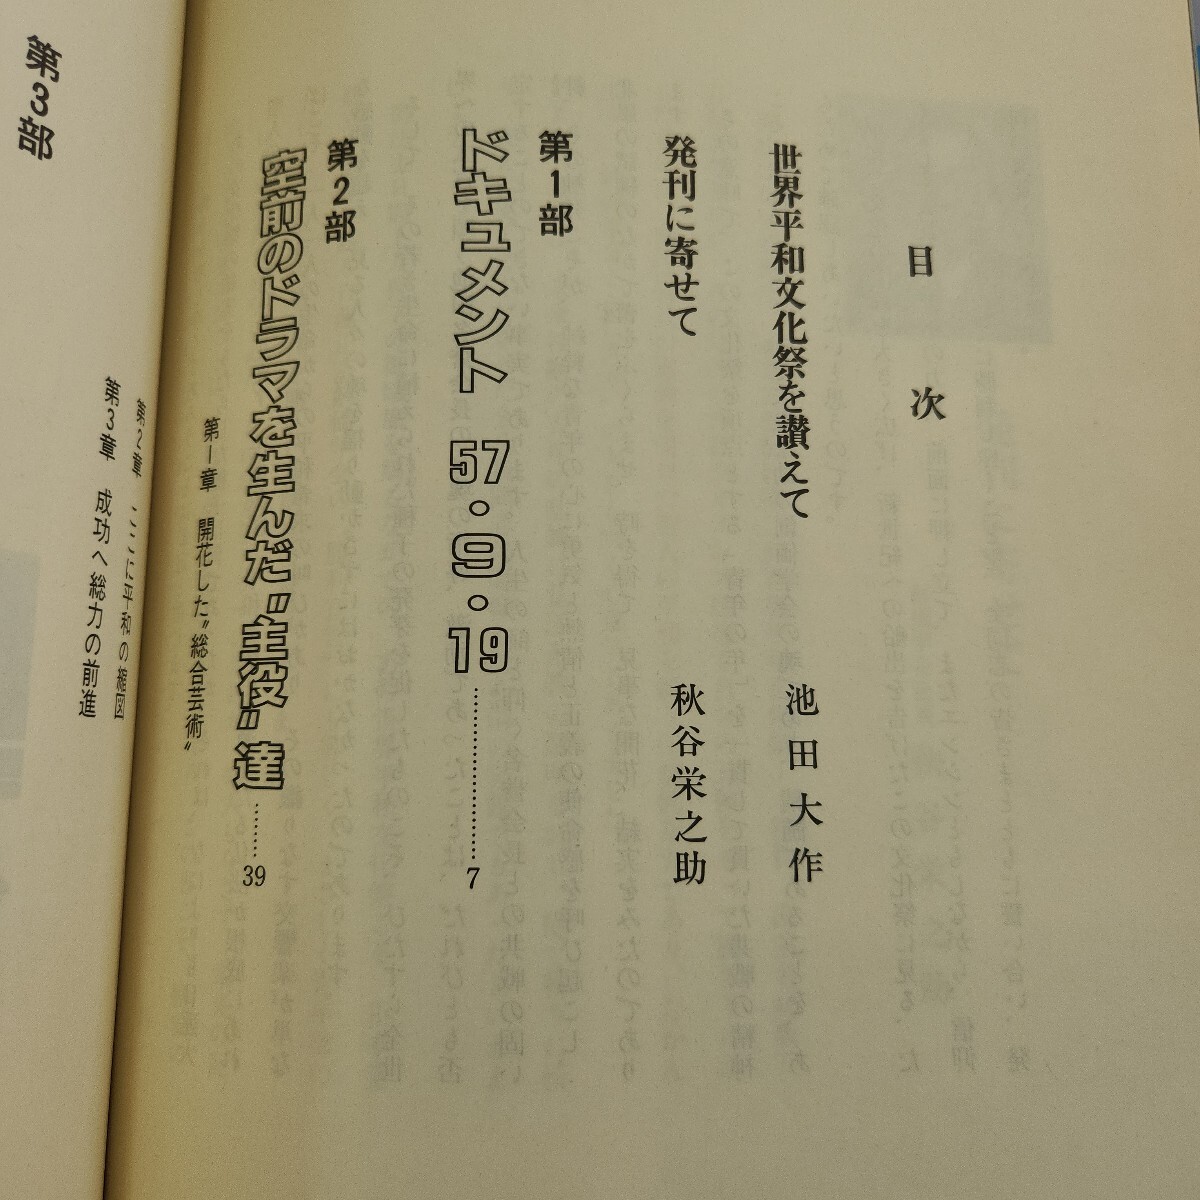 目次
世界平和文化祭を讃えて　池田大作
発刊に寄せて　秋谷栄之助
第1部
ドキュメント　57・9・19………7
第2部
空前のドラマを生んだ〝主役〟達………39
第1章　開花した〝総合芸術〟
第2章　ここに平和の縮図
第3章　成功へ総力の前進
第3部